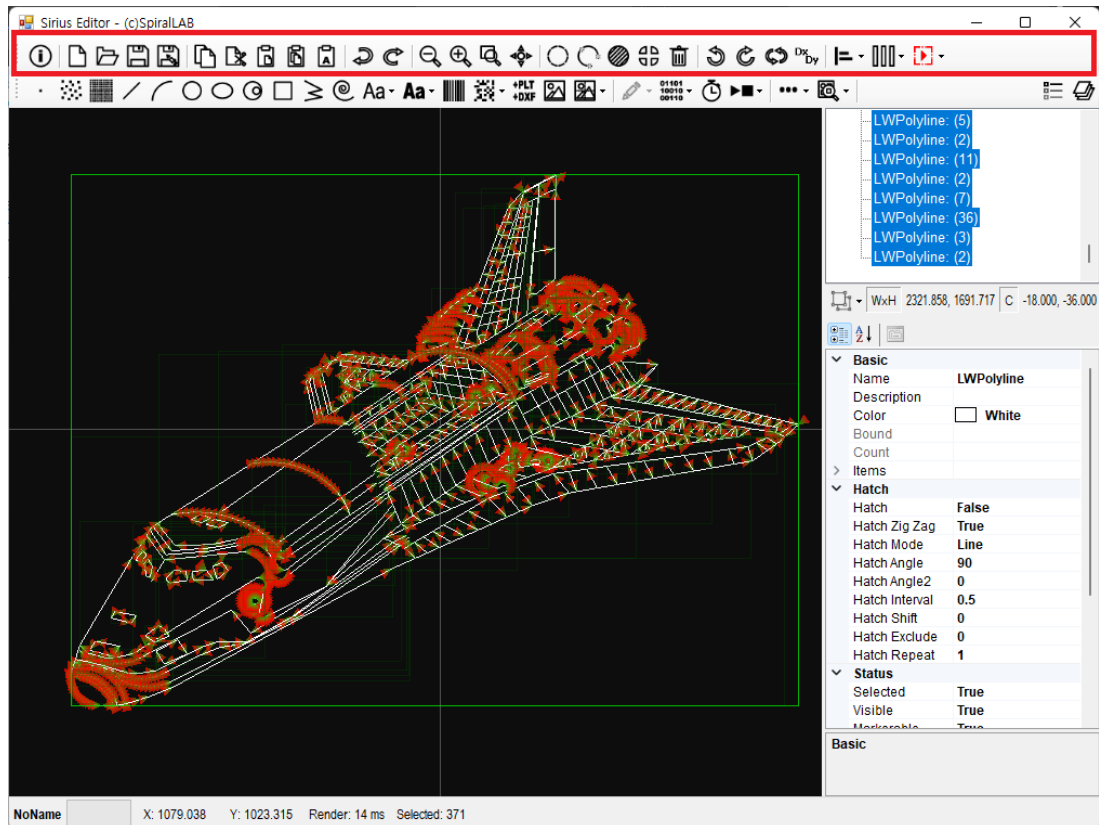 Sirius Editor - (c)SpiralLAB
Dx Dy
Aa Aa +PLT +DXF 01101 10010 00110
LWPolyline: (5)
LWPolyline: (2)
LWPolyline: (11)
LWPolyline: (2)
LWPolyline: (7)
LWPolyline: (36)
LWPolyline: (3)
LWPolyline: (2)
WxH 2321.858, 1691.717 C -18.000, -36.000
Basic
Name LWPolyline
Description
Color White
Bound
Count
Items
Hatch
Hatch False
Hatch Zig Zag True
Hatch Mode Line
Hatch Angle 90
Hatch Angle2 0
Hatch Interval 0.5
Hatch Shift 0
Hatch Exclude 0
Hatch Repeat 1
Status
Selected True
Visible True
Markerable True
Basic
NoName X: 1079.038 Y: 1023.315 Render: 14 ms Selected: 371